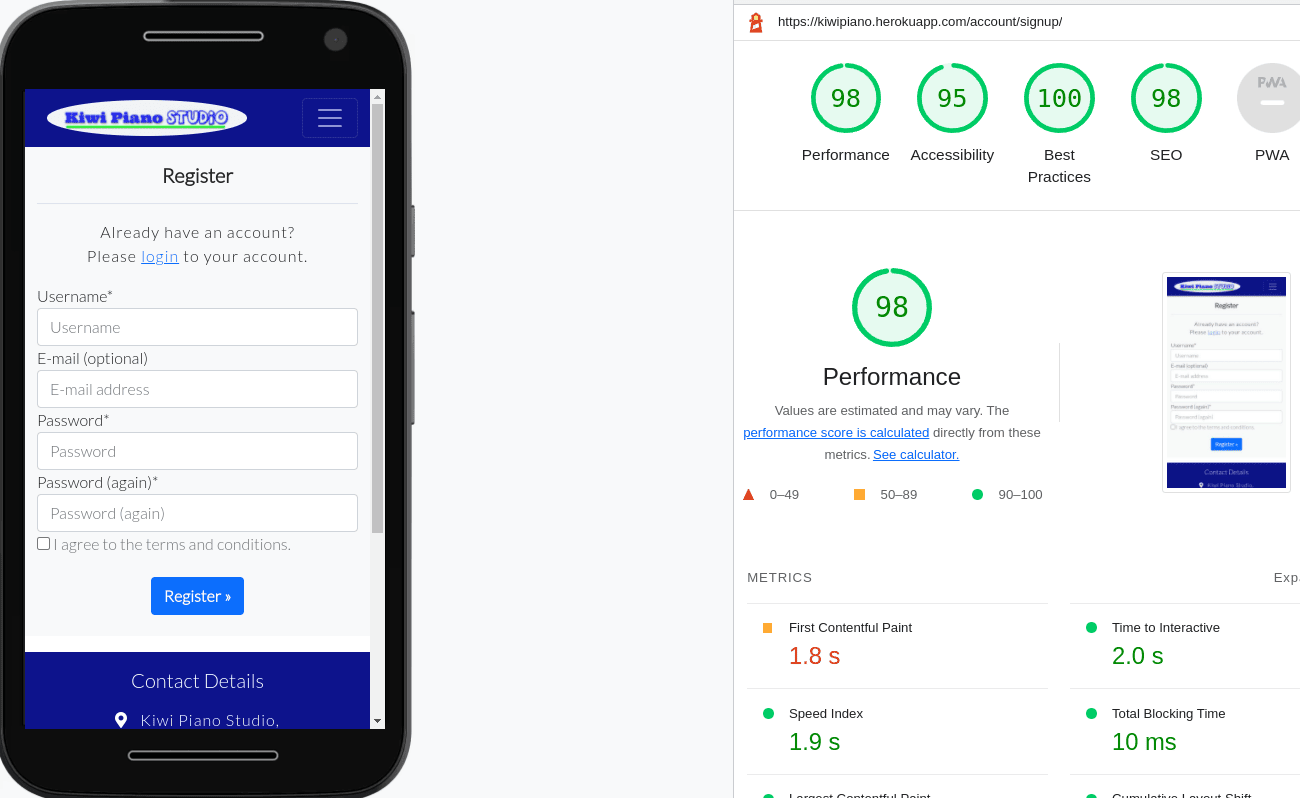 Kiwi Piano STUDiO
Register
Already have an account?
Please login to your account.
Username*
Username
E-mail (optional)
E-mail address
Password*
Password
Password (again)*
Password (again)
I agree to the terms and conditions.
Register »
Contact Details
Kiwi Piano Studio,
https://kiwipiano.herokuapp.com/account/signup/
98
95
100
98
PWA
Performance
Accessibility
Best
Practices
SEO
PWA
98
Performance
Values are estimated and may vary. The
performance score is calculated directly from these
metrics. See calculator.
0–49
50–89
90–100
Kiwi Piano STUDiO
Register
Already have an account?
Please login to your account.
Username*
Username
E-mail (optional)
E-mail address
Password*
Password
Password (again)*
Password (again)
I agree to the terms and conditions.
Register »
Contact Details
Kiwi Piano Studio,
METRICS
Exp
First Contentful Paint
1.8 s
Time to Interactive
2.0 s
Speed Index
1.9 s
Total Blocking Time
10 ms
Largest Contentful Paint
Cumulative Layout Shift